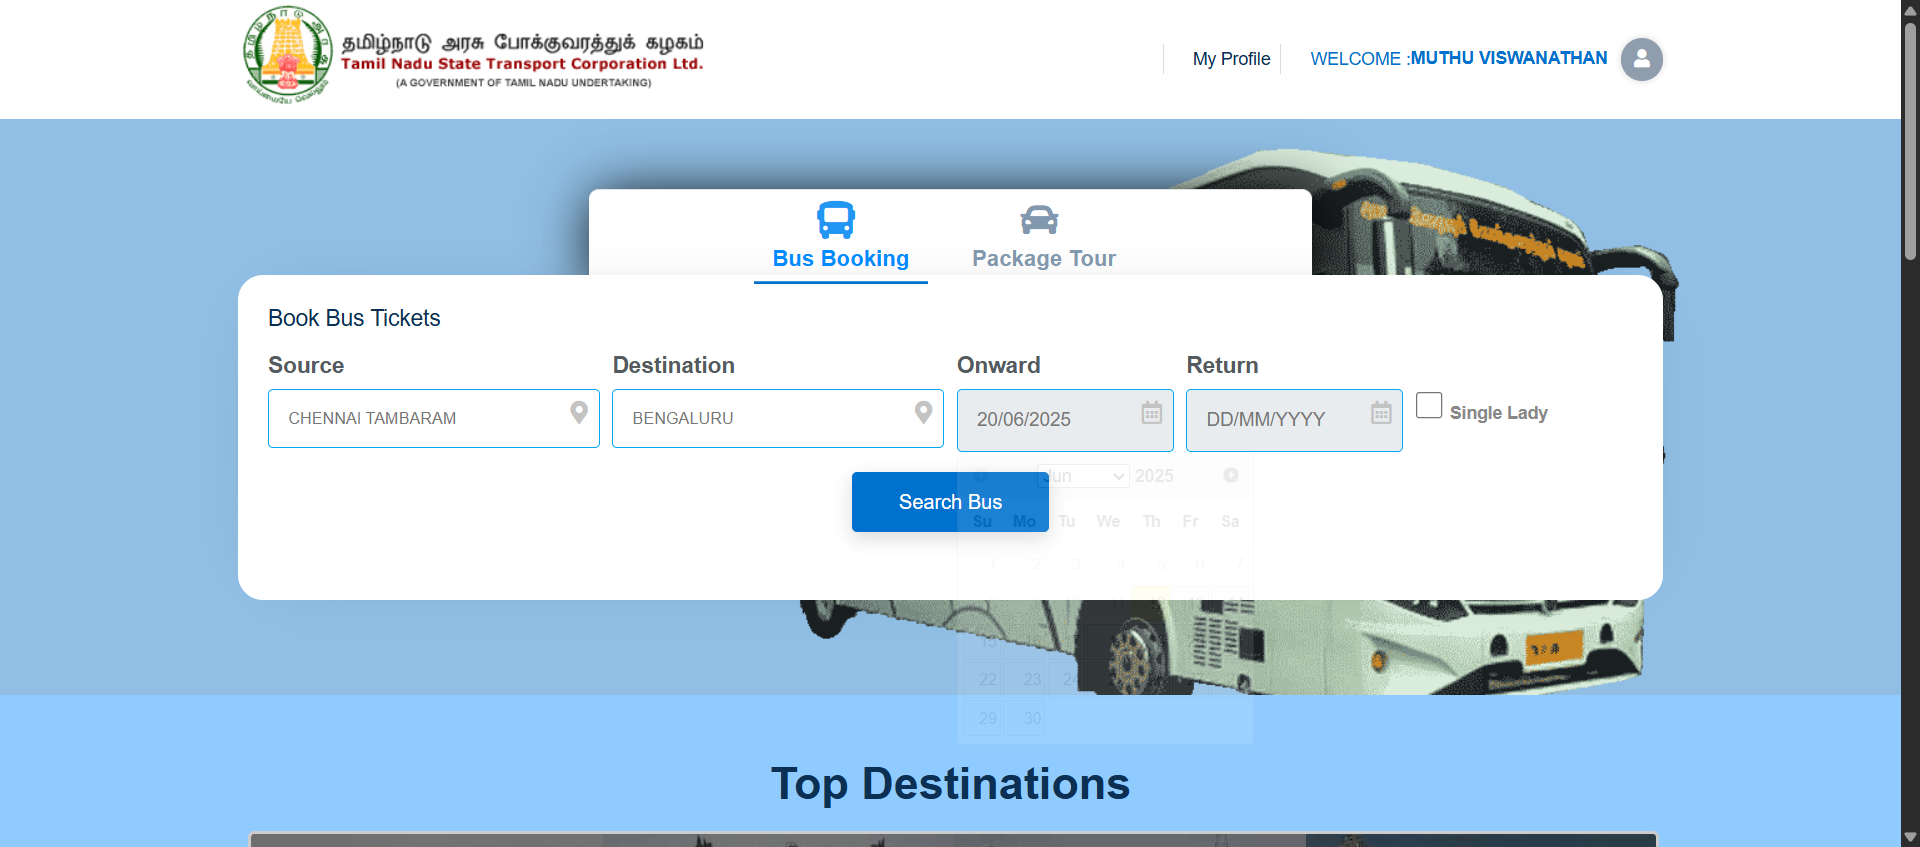 தமிழ்நாடு அரசு போக்குவரத்துக் கழகம்
Tamil Nadu State Transport Corporation Ltd.
(A GOVERNMENT OF TAMIL NADU UNDERTAKING)
My Profile
WELCOME :MUTHU VISWANATHAN
Bus Booking
Package Tour
Book Bus Tickets
Source
Destination
Onward
Return
CHENNAI TAMBARAM
BENGALURU
20/06/2025
DD/MM/YYYY
Single Lady
Jun 2025
Search Bus
Su Mo Tu We Th Fr Sa
1 2 3 4 5 6 7
15
22 23 24
29 30
Top Destinations